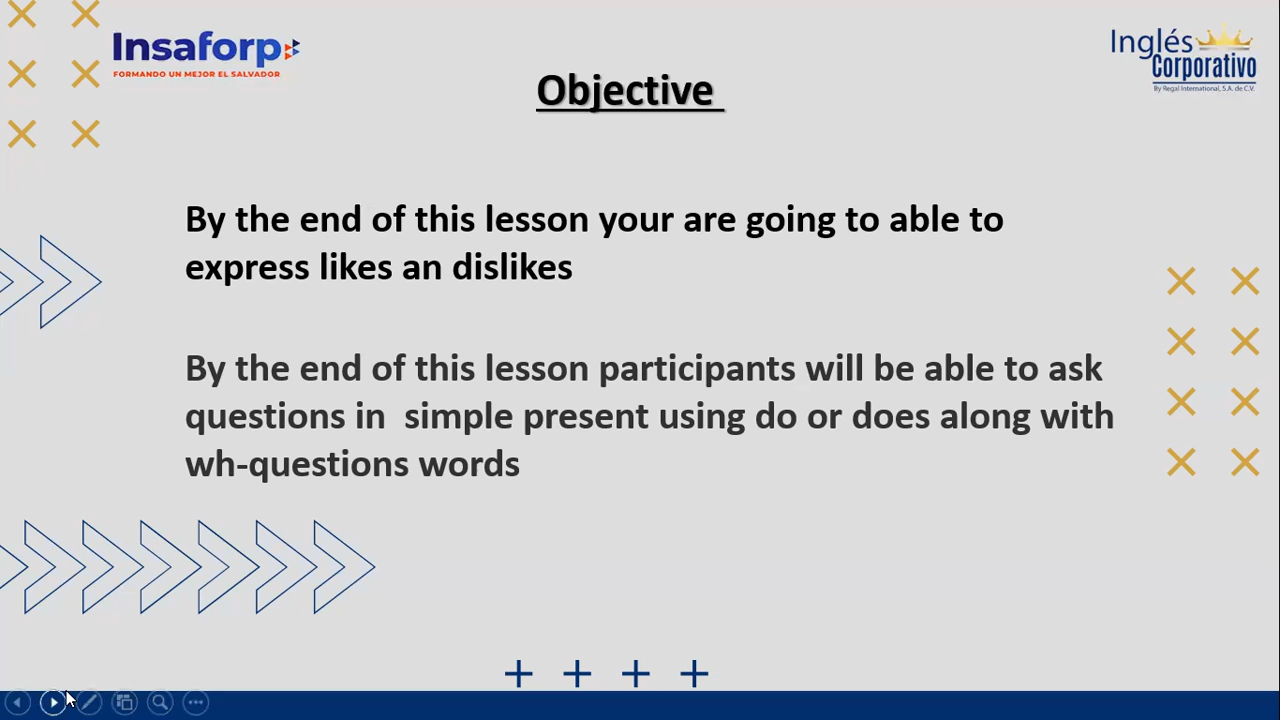 Insaforp
FORMANDO UN MEJOR EL SALVADOR
Inglés
Corporativo
By Regal International, S.A. de C.V.
Objective
By the end of this lesson your are going to able to
express likes an dislikes
By the end of this lesson participants will be able to ask
questions in simple present using do or does along with
wh-questions words